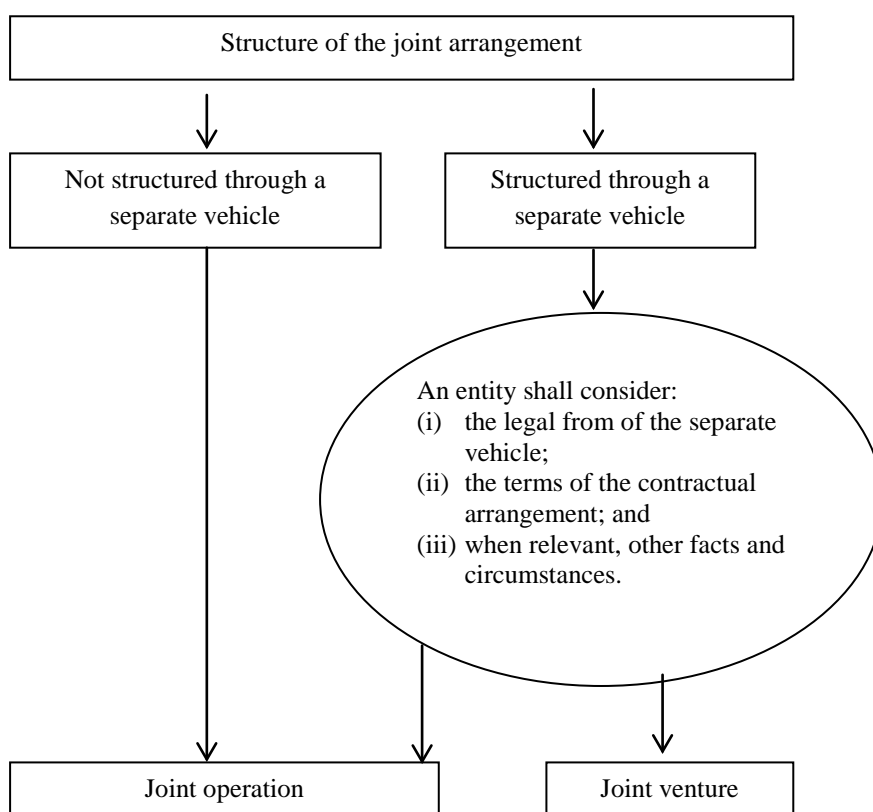 Structure of the joint arrangement
Not structured through a
separate vehicle
Structured through a
separate vehicle
An entity shall consider:
(i) the legal from of the separate
vehicle;
(ii) the terms of the contractual
arrangement; and
(iii) when relevant, other facts and
circumstances.
Joint operation
Joint venture